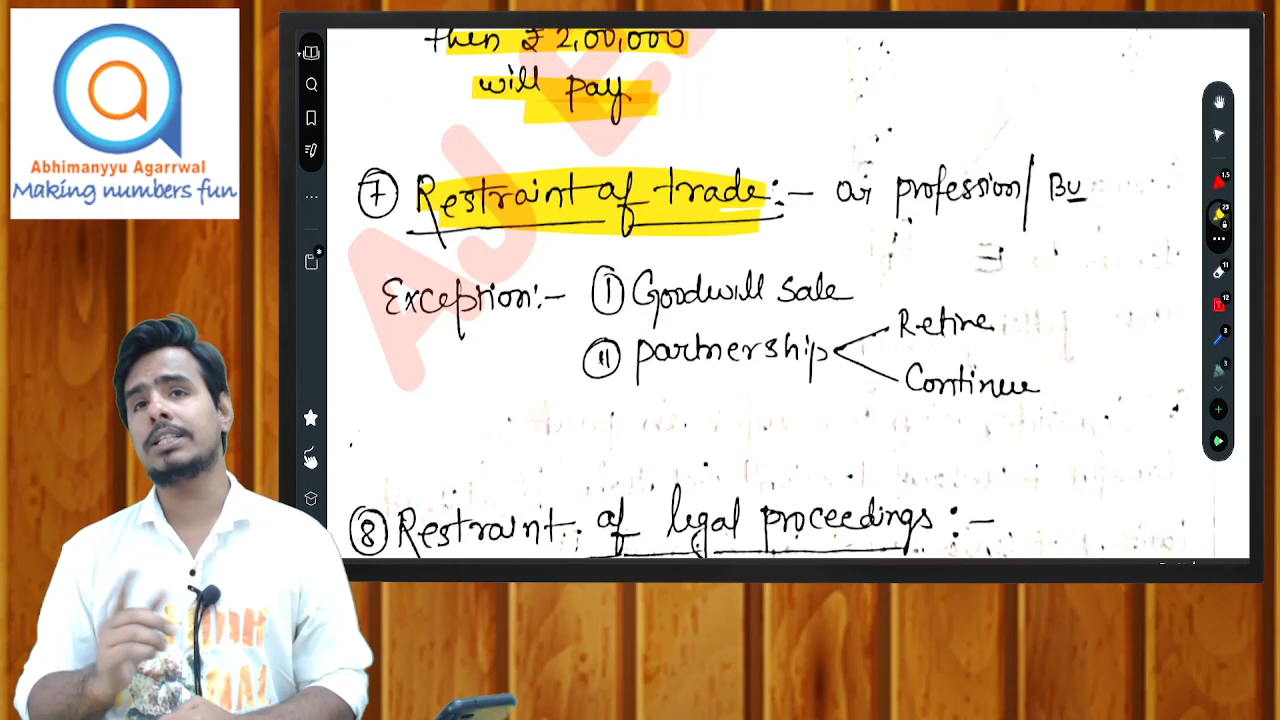 Abhimanyyu Agarrwal
Making numbers fun
then ₹ 2,00,000
will pay
⑦ Restraint of trade :- or profession/ Bu
Exception:- ① Goodwill sale
⑪ partnership
Retire
Continue
⑧ Restraint of legal proceedings :-